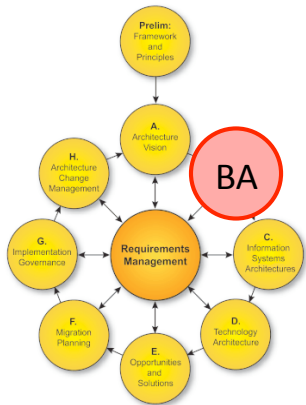 Prelim:
Framework
and
Principles
A.
Architecture
Vision
BA
H.
Architecture
Change
Management
G.
Implementation
Governance
Requirements
Management
C.
Information
Systems
Architectures
F.
Migration
Planning
D.
Technology
Architecture
E.
Opportunities
and
Solutions